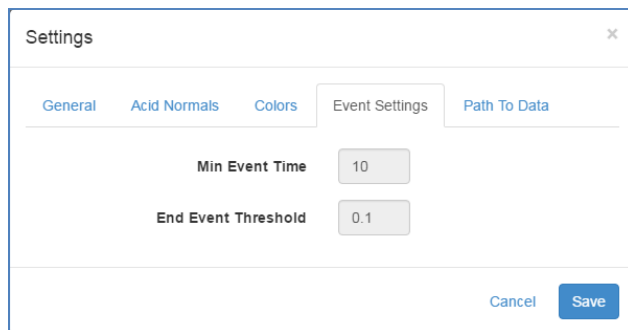 Settings ×
General Acid Normals Colors Event Settings Path To Data
Min Event Time 10
End Event Threshold 0.1
Cancel Save